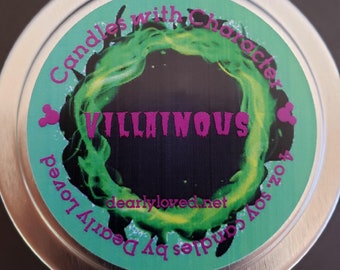 Candles with Character
VILLAINOUS
dearlyloved.net
4 oz. soy candles by Dearly Loved